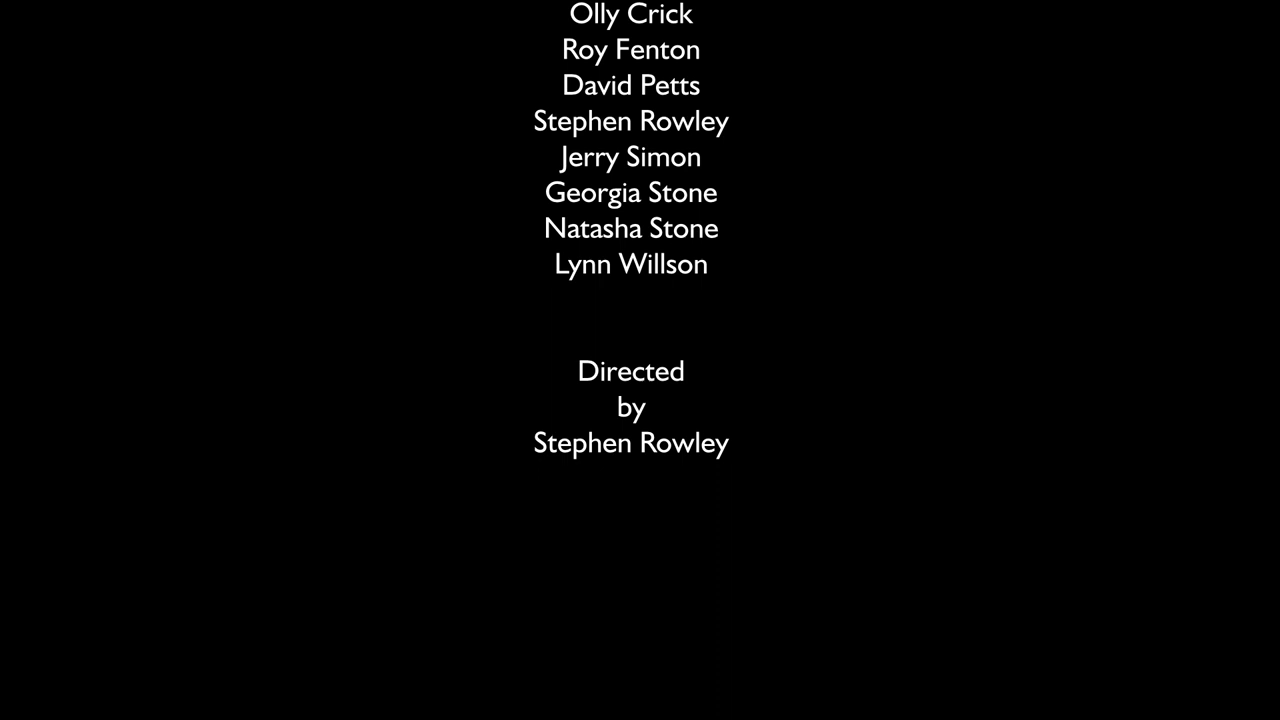 Olly Crick
Roy Fenton
David Petts
Stephen Rowley
Jerry Simon
Georgia Stone
Natasha Stone
Lynn Willson
Directed
by
Stephen Rowley